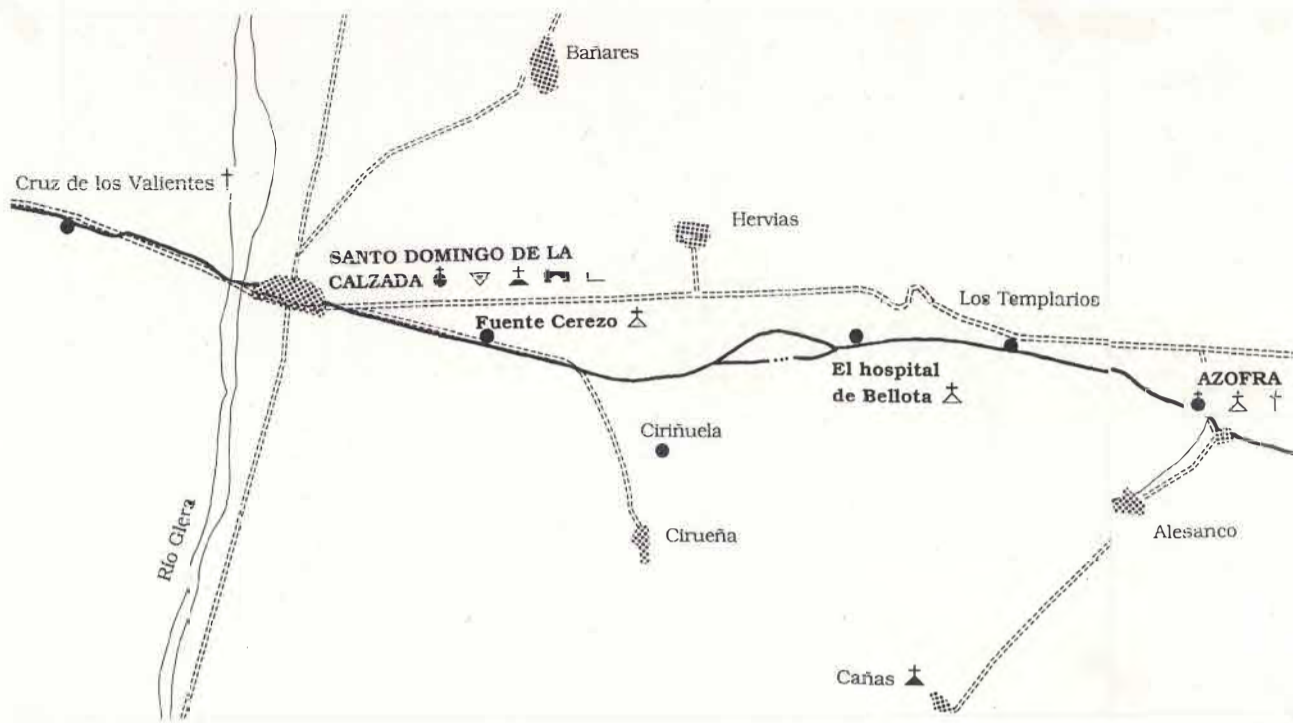 Bañares
Cruz de los Valientes
Hervias
SANTO DOMINGO DE LA
CALZADA
Los Templarios
Fuente Cerezo
El hospital
de Bellota
AZOFRA
Ciriñuela
Cirueña
Alesanco
Río Glera
Cañas